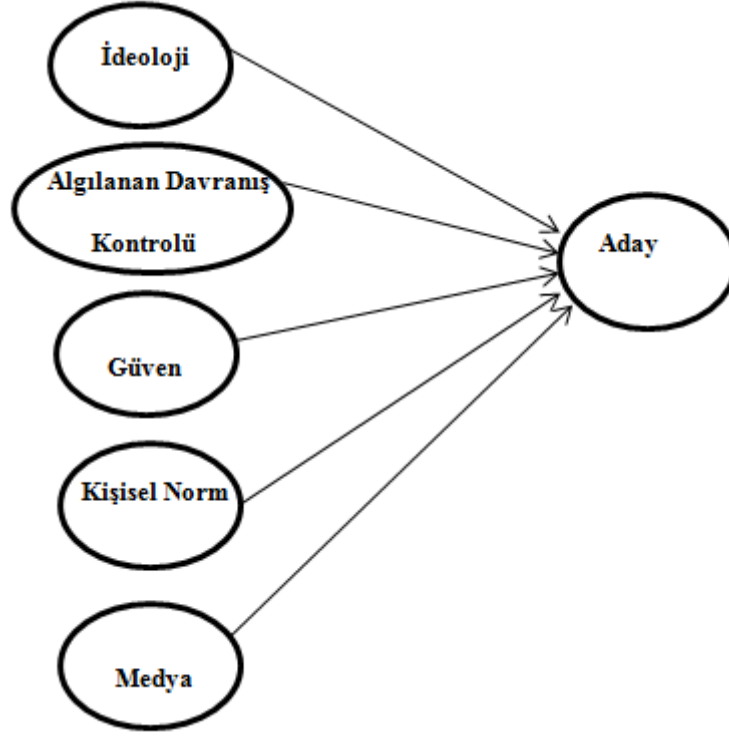 İdeoloji
Algılanan Davranış
Kontrolü
Aday
Güven
Kişisel Norm
Medya